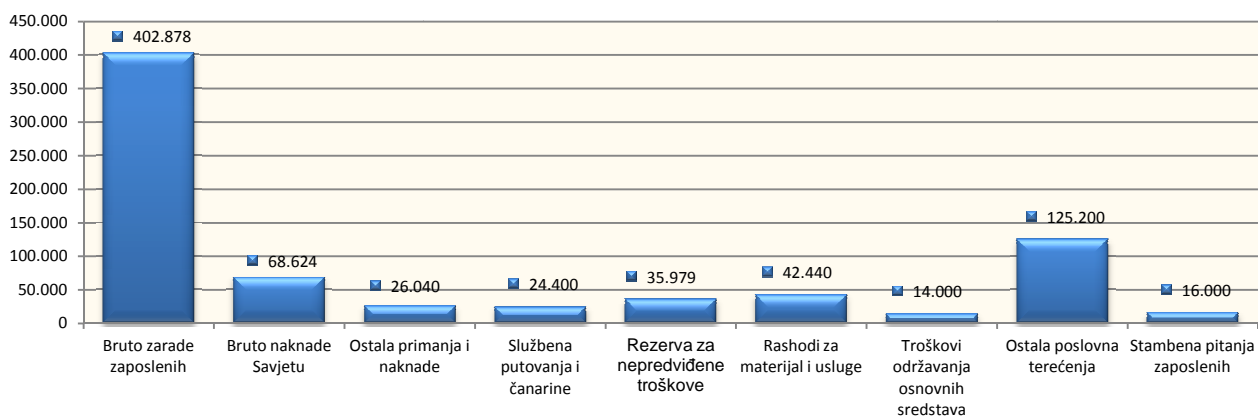 450.000
400.000
350.000
300.000
250.000
200.000
150.000
100.000
50.000
0
402.878
68.624
26.040
24.400
35.979
42.440
14.000
125.200
16.000
Bruto zarade
zaposlenih
Bruto naknade
Savjetu
Ostala primanja i
naknade
Službena
putovanja i
čanarine
Rezerva za
nepredviđene
troškove
Rashodi za
materijal i usluge
Troškovi
održavanja
osnovnih
sredstava
Ostala poslovna
terećenja
Stambena pitanja
zaposlenih